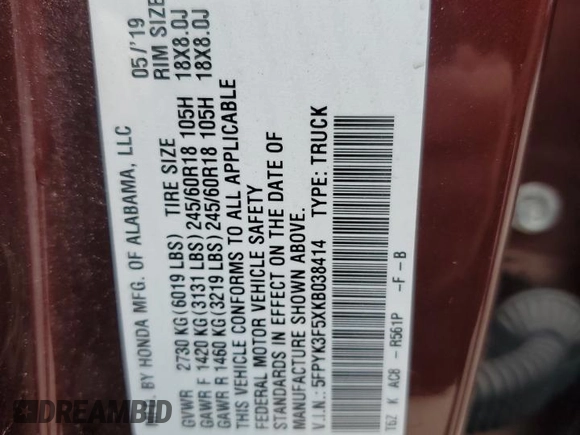 BY HONDA MFG. OF ALABAMA, LLC 05/'19
GVWR 2730 KG(6019 LBS) TIRE SIZE RIM SIZE
GAWR F 1420 KG(3131 LBS) 245/60R18 105H 18X8.0J
GAWR R 1460 KG(3219 LBS) 245/60R18 105H 18X8.0J
THIS VEHICLE CONFORMS TO ALL APPLICABLE
FEDERAL MOTOR VEHICLE SAFETY
STANDARDS IN EFFECT ON THE DATE OF
MANUFACTURE SHOWN ABOVE.
V.I.N.: 5FPYK3F5XKB038414 TYPE: TRUCK
T6Z K AC8 - R561P -F - B
DREAMBID